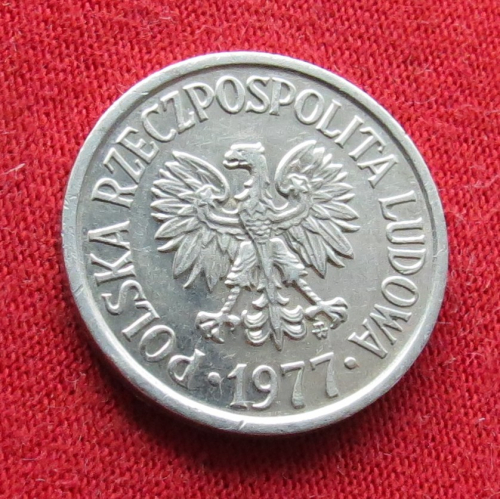 POLSKA RZECZPOSPOLITA LUDOWA
· 1977 ·